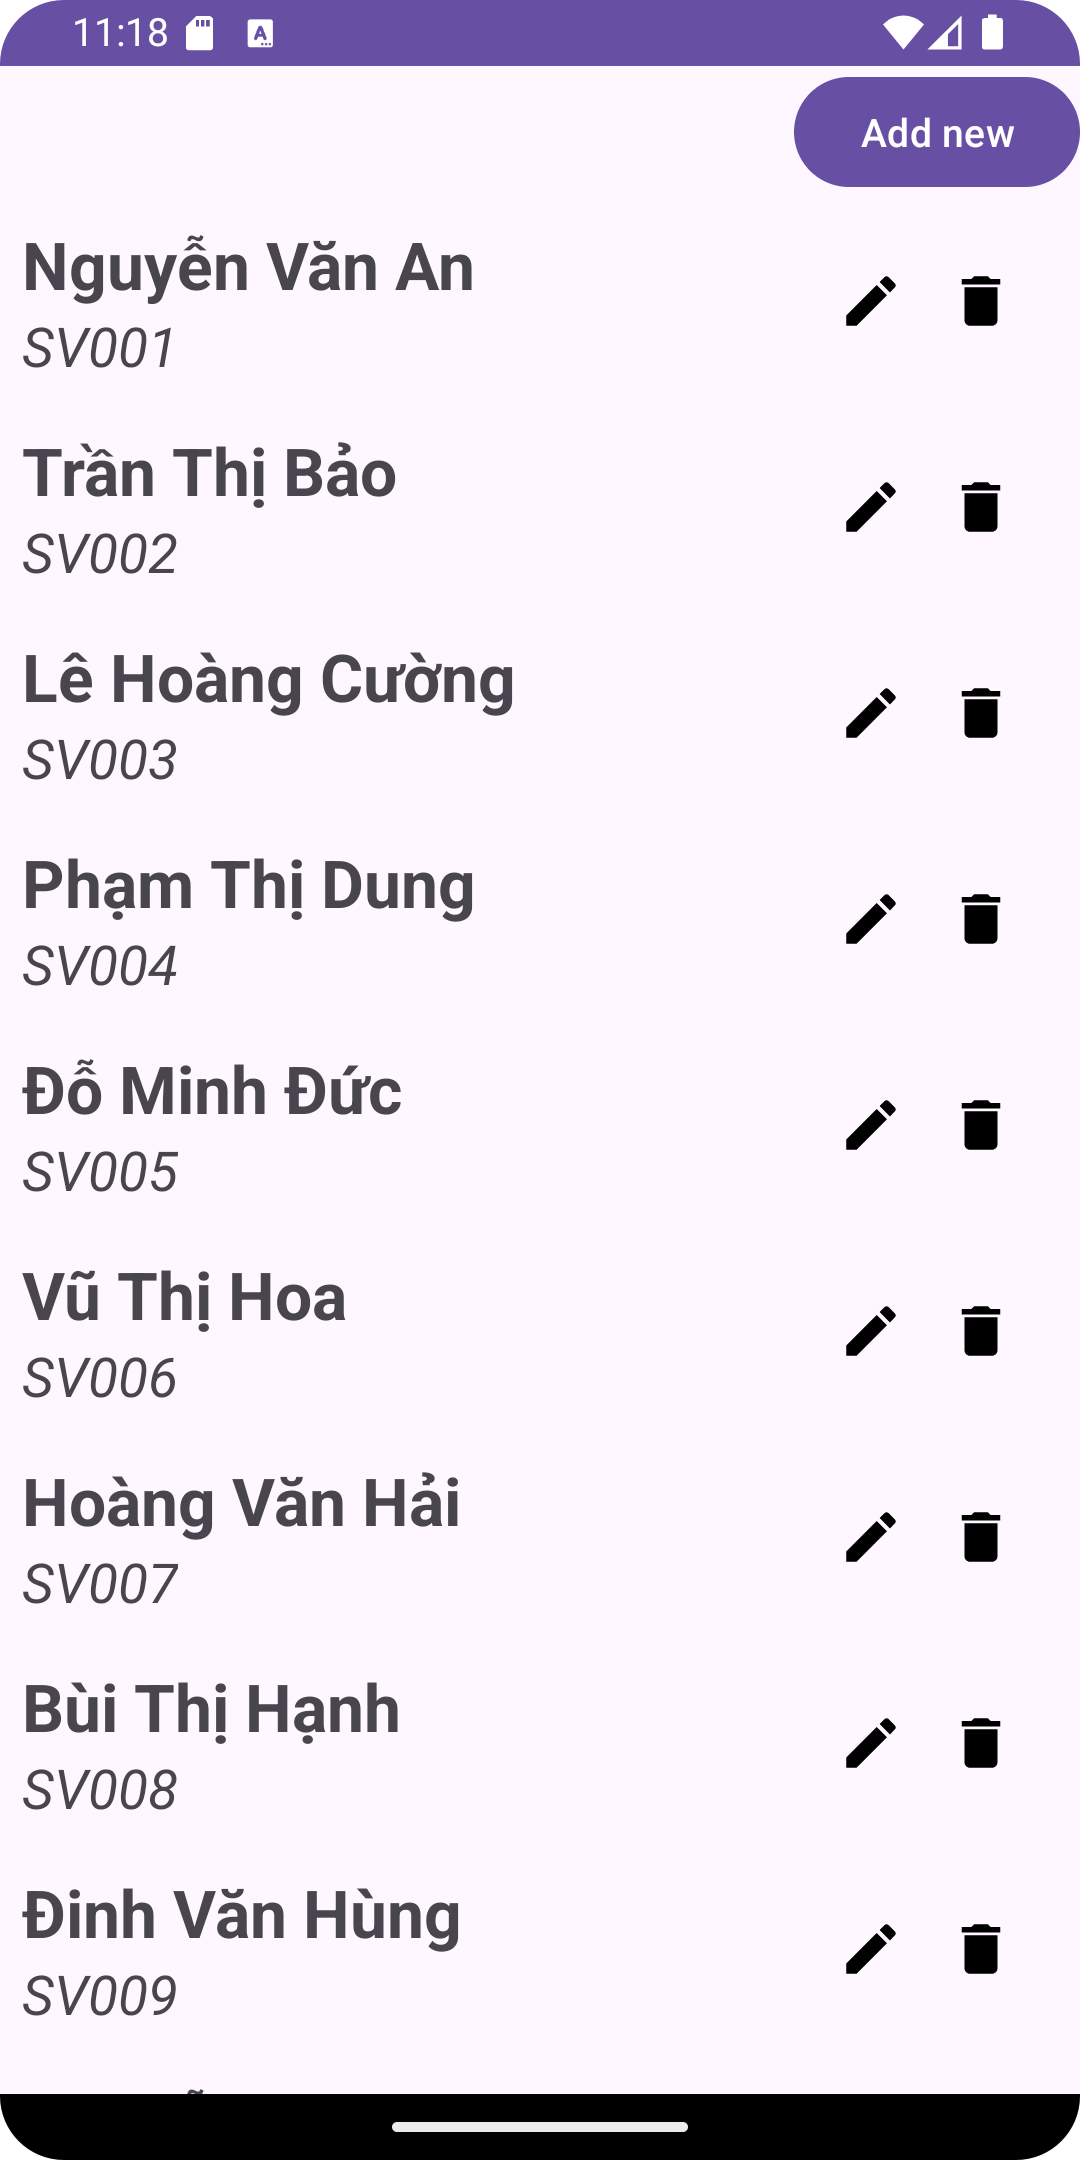 11:18
Add new
Nguyễn Văn An
SV001
Trần Thị Bảo
SV002
Lê Hoàng Cường
SV003
Phạm Thị Dung
SV004
Đỗ Minh Đức
SV005
Vũ Thị Hoa
SV006
Hoàng Văn Hải
SV007
Bùi Thị Hạnh
SV008
Đinh Văn Hùng
SV009